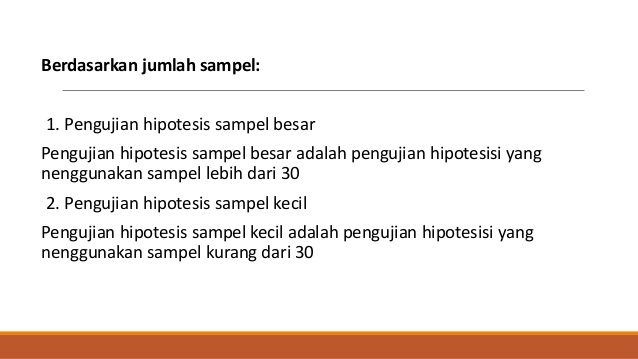 Berdasarkan jumlah sampel:
1. Pengujian hipotesis sampel besar
Pengujian hipotesis sampel besar adalah pengujian hipotesisi yang
nenggunakan sampel lebih dari 30
2. Pengujian hipotesis sampel kecil
Pengujian hipotesis sampel kecil adalah pengujian hipotesisi yang
nenggunakan sampel kurang dari 30